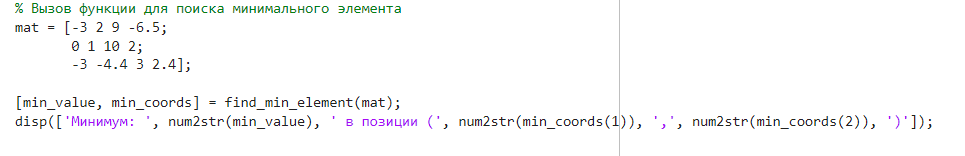 % Вызов функции для поиска минимального элемента
mat = [-3 2 9 -6.5;
0 1 10 2;
-3 -4.4 3 2.4];
[min_value, min_coords] = find_min_element(mat);
disp(['Минимум: ', num2str(min_value), ' в позиции (', num2str(min_coords(1)), ',', num2str(min_coords(2)), ')']);